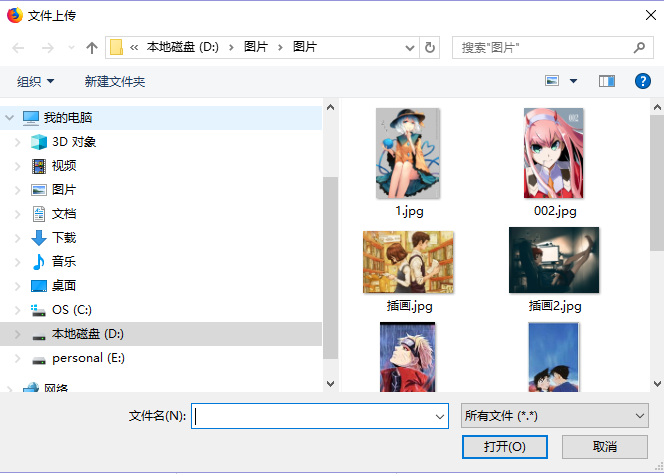 文件上传
本地磁盘 (D:) 图片 图片
搜索"图片"
组织 新建文件夹
我的电脑
3D 对象
视频
图片
文档
下载
音乐
桌面
OS (C:)
本地磁盘 (D:)
personal (E:)
网络
002
1.jpg
002.jpg
插画.jpg
插画2.jpg
文件名(N):
所有文件 (*.*)
打开(O)
取消